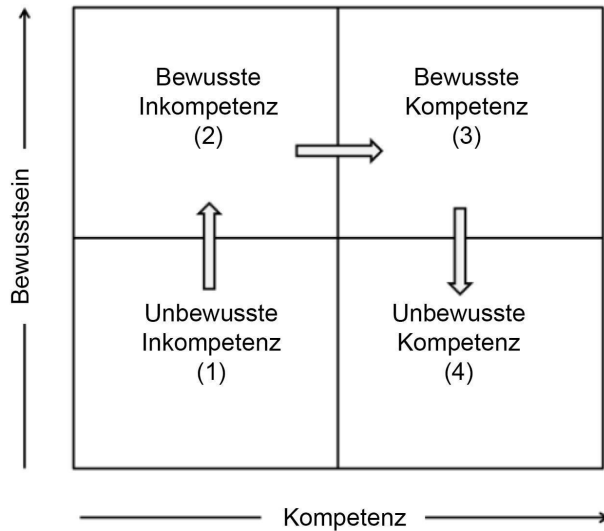 Bewusste
Inkompetenz
(2)
Bewusste
Kompetenz
(3)
Unbewusste
Inkompetenz
(1)
Unbewusste
Kompetenz
(4)
Bewusstsein
Kompetenz